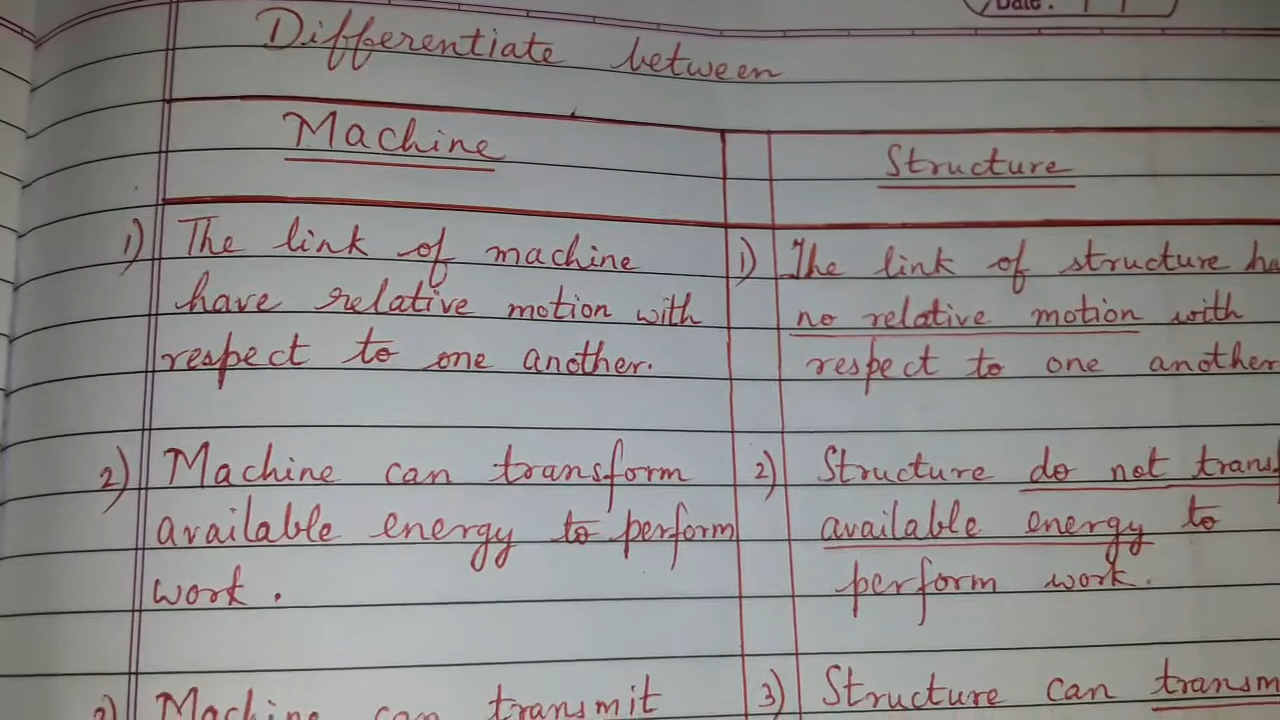 Date :
Differentiate between
Machine
1) The link of machine
have relative motion with
respect to one another.
2) Machine can transform
available energy to perform
work.
Machine can transmit
Structure
1) The link of structure
no relative motion with
respect to one another
2) Structure do not
available energy to
perform work.
3) Structure can